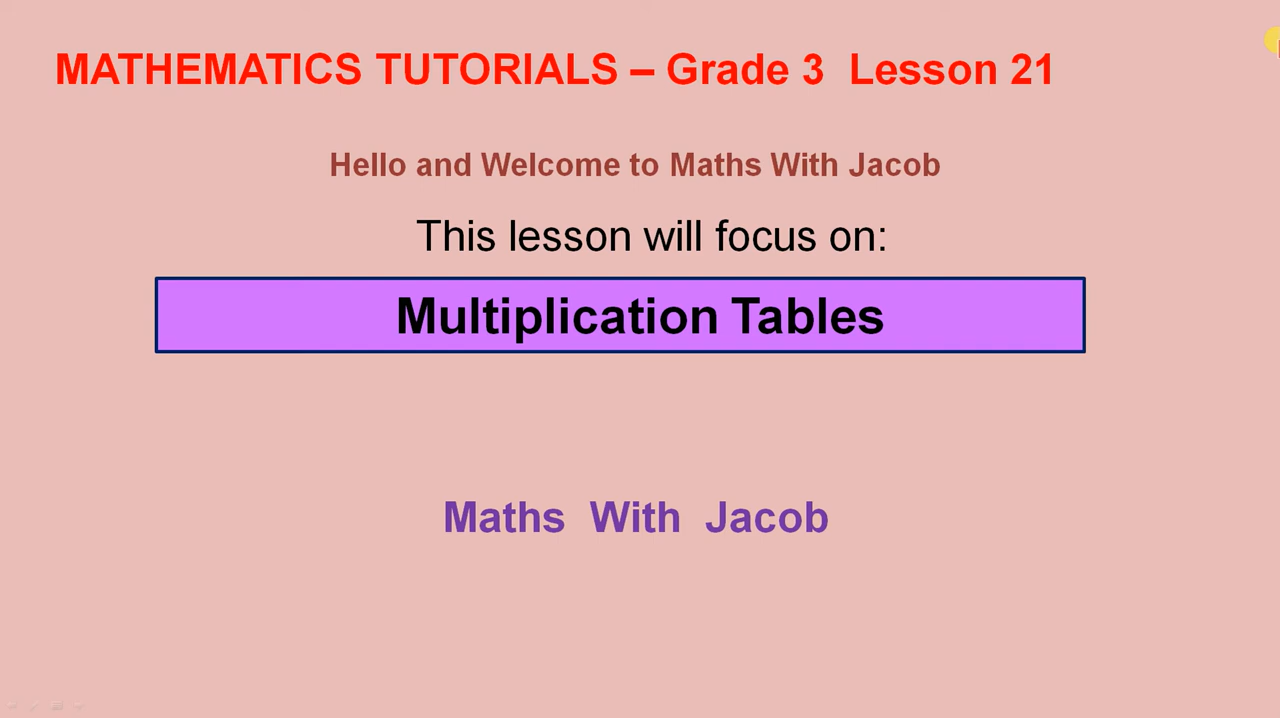 MATHEMATICS TUTORIALS – Grade 3 Lesson 21
Hello and Welcome to Maths With Jacob
This lesson will focus on:
Multiplication Tables
Maths With Jacob